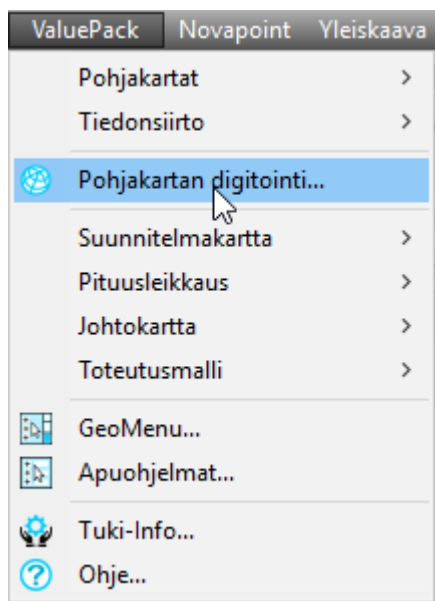 ValuePack Novapoint Yleiskaava
Pohjakartat
Tiedonsiirto
Pohjakartan digitointi...
Suunnitelmakartta
Pituusleikkaus
Johtokartta
Toteutusmalli
GeoMenu...
Apuohjelmat...
Tuki-Info...
Ohje...